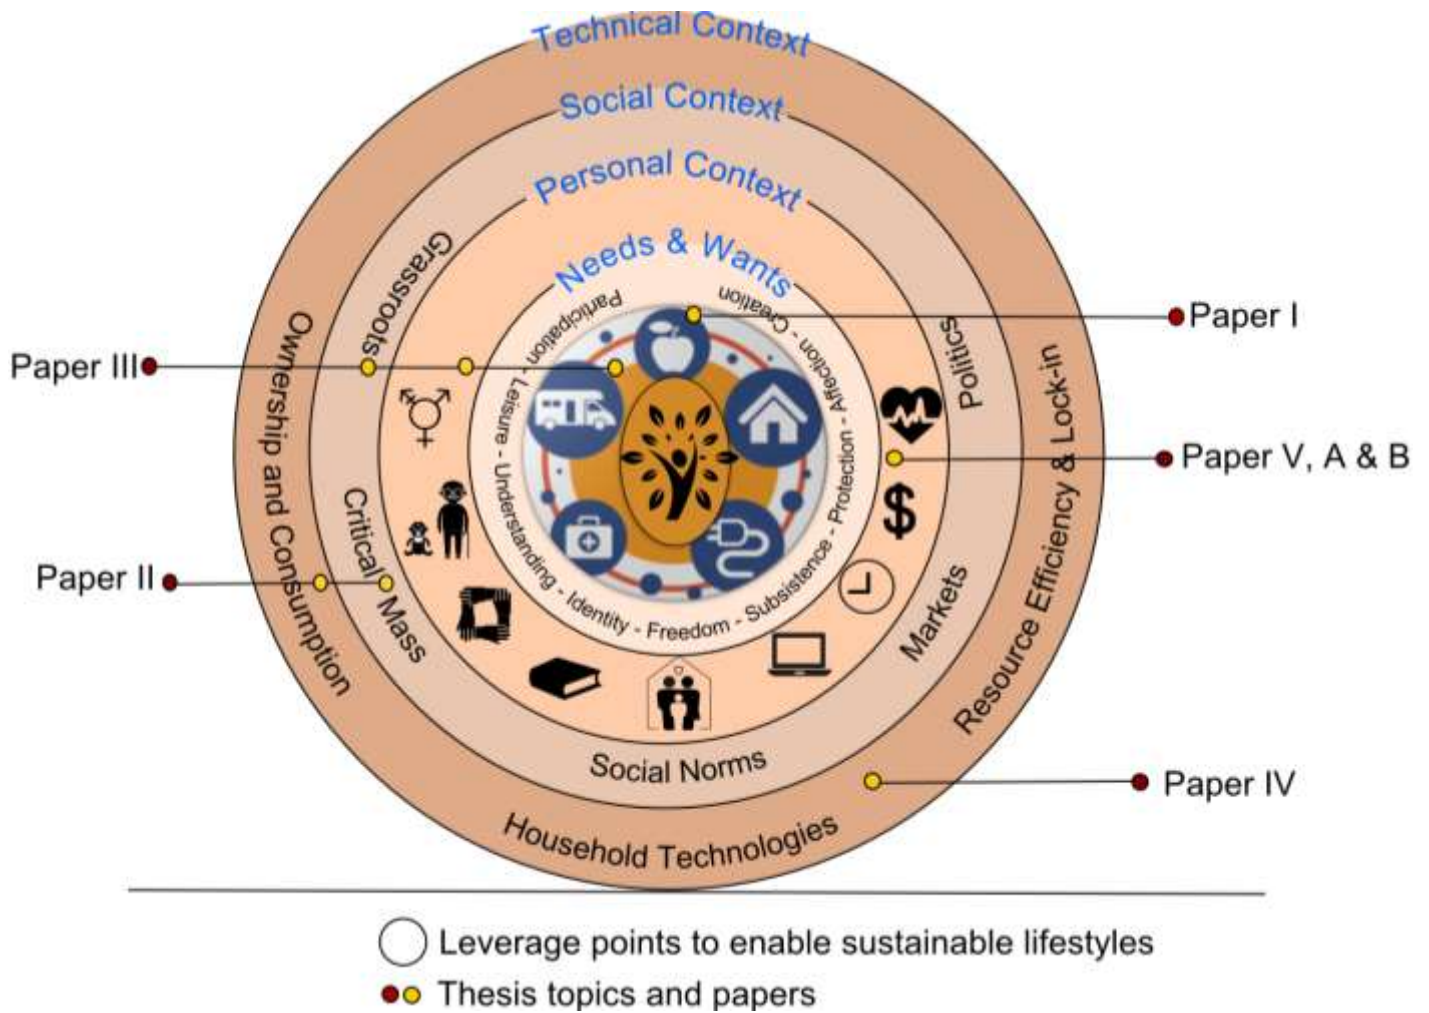 Technical Context
Social Context
Personal Context
Needs & Wants
Participation - Leisure - Understanding - Identity - Freedom - Subsistence - Protection - Affection - Creation
Grassroots
Politics
Critical Mass
Markets
Social Norms
Ownership and Consumption
Resource Efficiency & Lock-in
Household Technologies
Paper I
Paper III
Paper V, A & B
Paper II
Paper IV
$
Leverage points to enable sustainable lifestyles
Thesis topics and papers